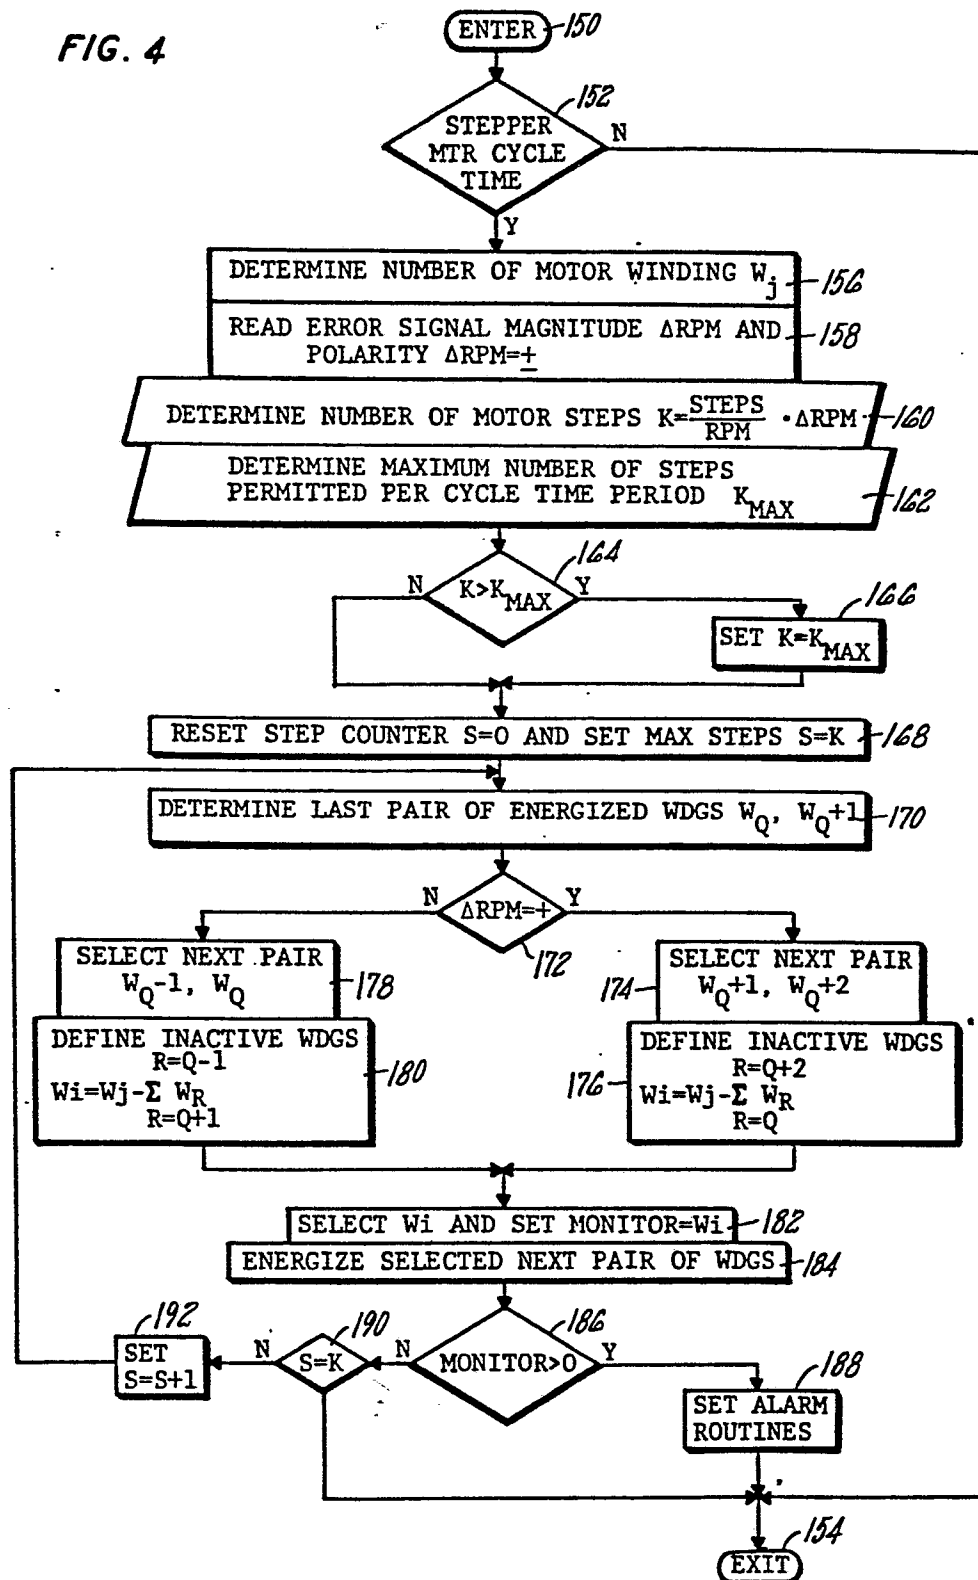 FIG. 4
ENTER 150
152
STEPPER
MTR CYCLE
TIME
N
Y
DETERMINE NUMBER OF MOTOR WINDING Wj 156
READ ERROR SIGNAL MAGNITUDE ΔRPM AND
POLARITY ΔRPM=± 158
DETERMINE NUMBER OF MOTOR STEPS K=STEPS/RPM · ΔRPM 160
DETERMINE MAXIMUM NUMBER OF STEPS
PERMITTED PER CYCLE TIME PERIOD KMAX 162
164
N K>KMAX Y
166
SET K=KMAX
RESET STEP COUNTER S=0 AND SET MAX STEPS S=K 168
DETERMINE LAST PAIR OF ENERGIZED WDGS WQ, WQ+1 170
N ΔRPM=+ Y
172
SELECT NEXT PAIR
WQ-1, WQ 178
DEFINE INACTIVE WDGS
R=Q-1
Wi=Wj-Σ WR
R=Q+1
180
SELECT NEXT PAIR
174 WQ+1, WQ+2
DEFINE INACTIVE WDGS
R=Q+2
176 Wi=Wj-Σ WR
R=Q
SELECT Wi AND SET MONITOR=Wi 182
ENERGIZE SELECTED NEXT PAIR OF WDGS 184
186
N MONITOR>0 Y
190
N S=K
192
SET
S=S+1
188
SET ALARM
ROUTINES
154
EXIT